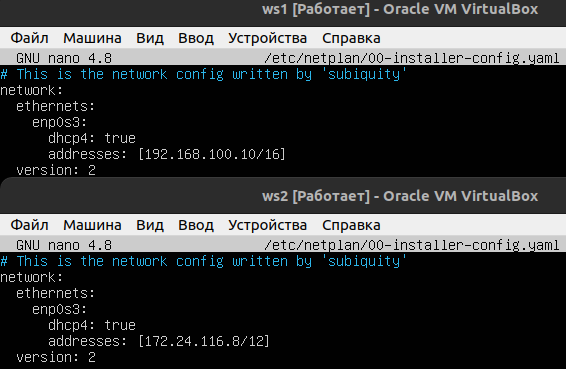 ws1 [Работает] - Oracle VM VirtualBox
Файл Машина Вид Ввод Устройства Справка
GNU nano 4.8 /etc/netplan/00-installer-config.yaml
# This is the network config written by 'subiquity'
network:
  ethernets:
    enp0s3:
      dhcp4: true
      addresses: [192.168.100.10/16]
  version: 2
ws2 [Работает] - Oracle VM VirtualBox
Файл Машина Вид Ввод Устройства Справка
GNU nano 4.8 /etc/netplan/00-installer-config.yaml
# This is the network config written by 'subiquity'
network:
  ethernets:
    enp0s3:
      dhcp4: true
      addresses: [172.24.116.8/12]
  version: 2